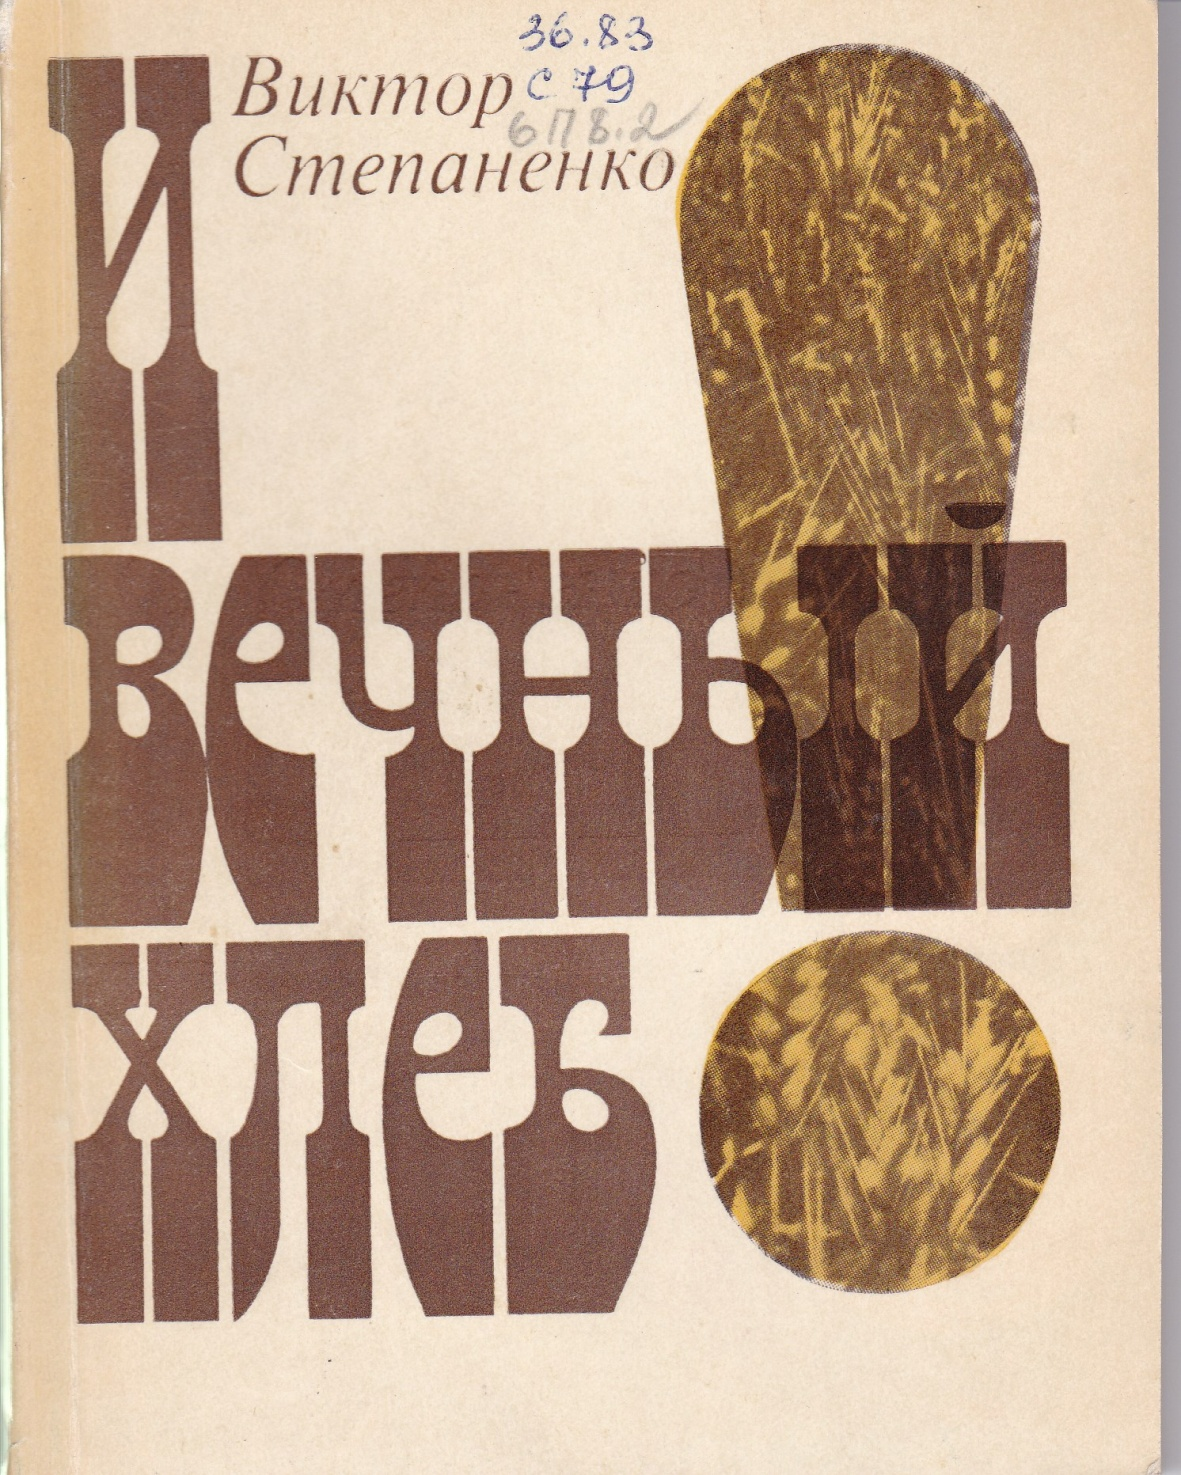 36.83
Виктор с 79
6П8.2
Степаненко
И
вечный
хлеб